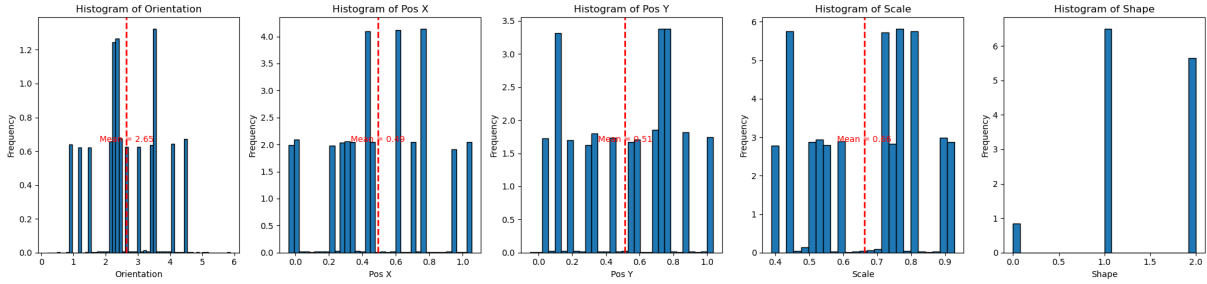 Histogram of Orientation
Frequency
1.2
1.0
0.8
0.6
0.4
0.2
0.0
Mean = 2.65
0 1 2 3 4 5 6
Orientation
Histogram of Pos X
Frequency
4.0
3.5
3.0
2.5
2.0
1.5
1.0
0.5
0.0
Mean = 0.49
0.0 0.2 0.4 0.6 0.8 1.0
Pos X
Histogram of Pos Y
Frequency
3.5
3.0
2.5
2.0
1.5
1.0
0.5
0.0
Mean = 0.51
0.0 0.2 0.4 0.6 0.8 1.0
Pos Y
Histogram of Scale
Frequency
6
5
4
3
2
1
0
Mean =
0.4 0.5 0.6 0.7 0.8 0.9
Scale
Histogram of Shape
Frequency
6
5
4
3
2
1
0
0.0 0.5 1.0 1.5 2.0
Shape